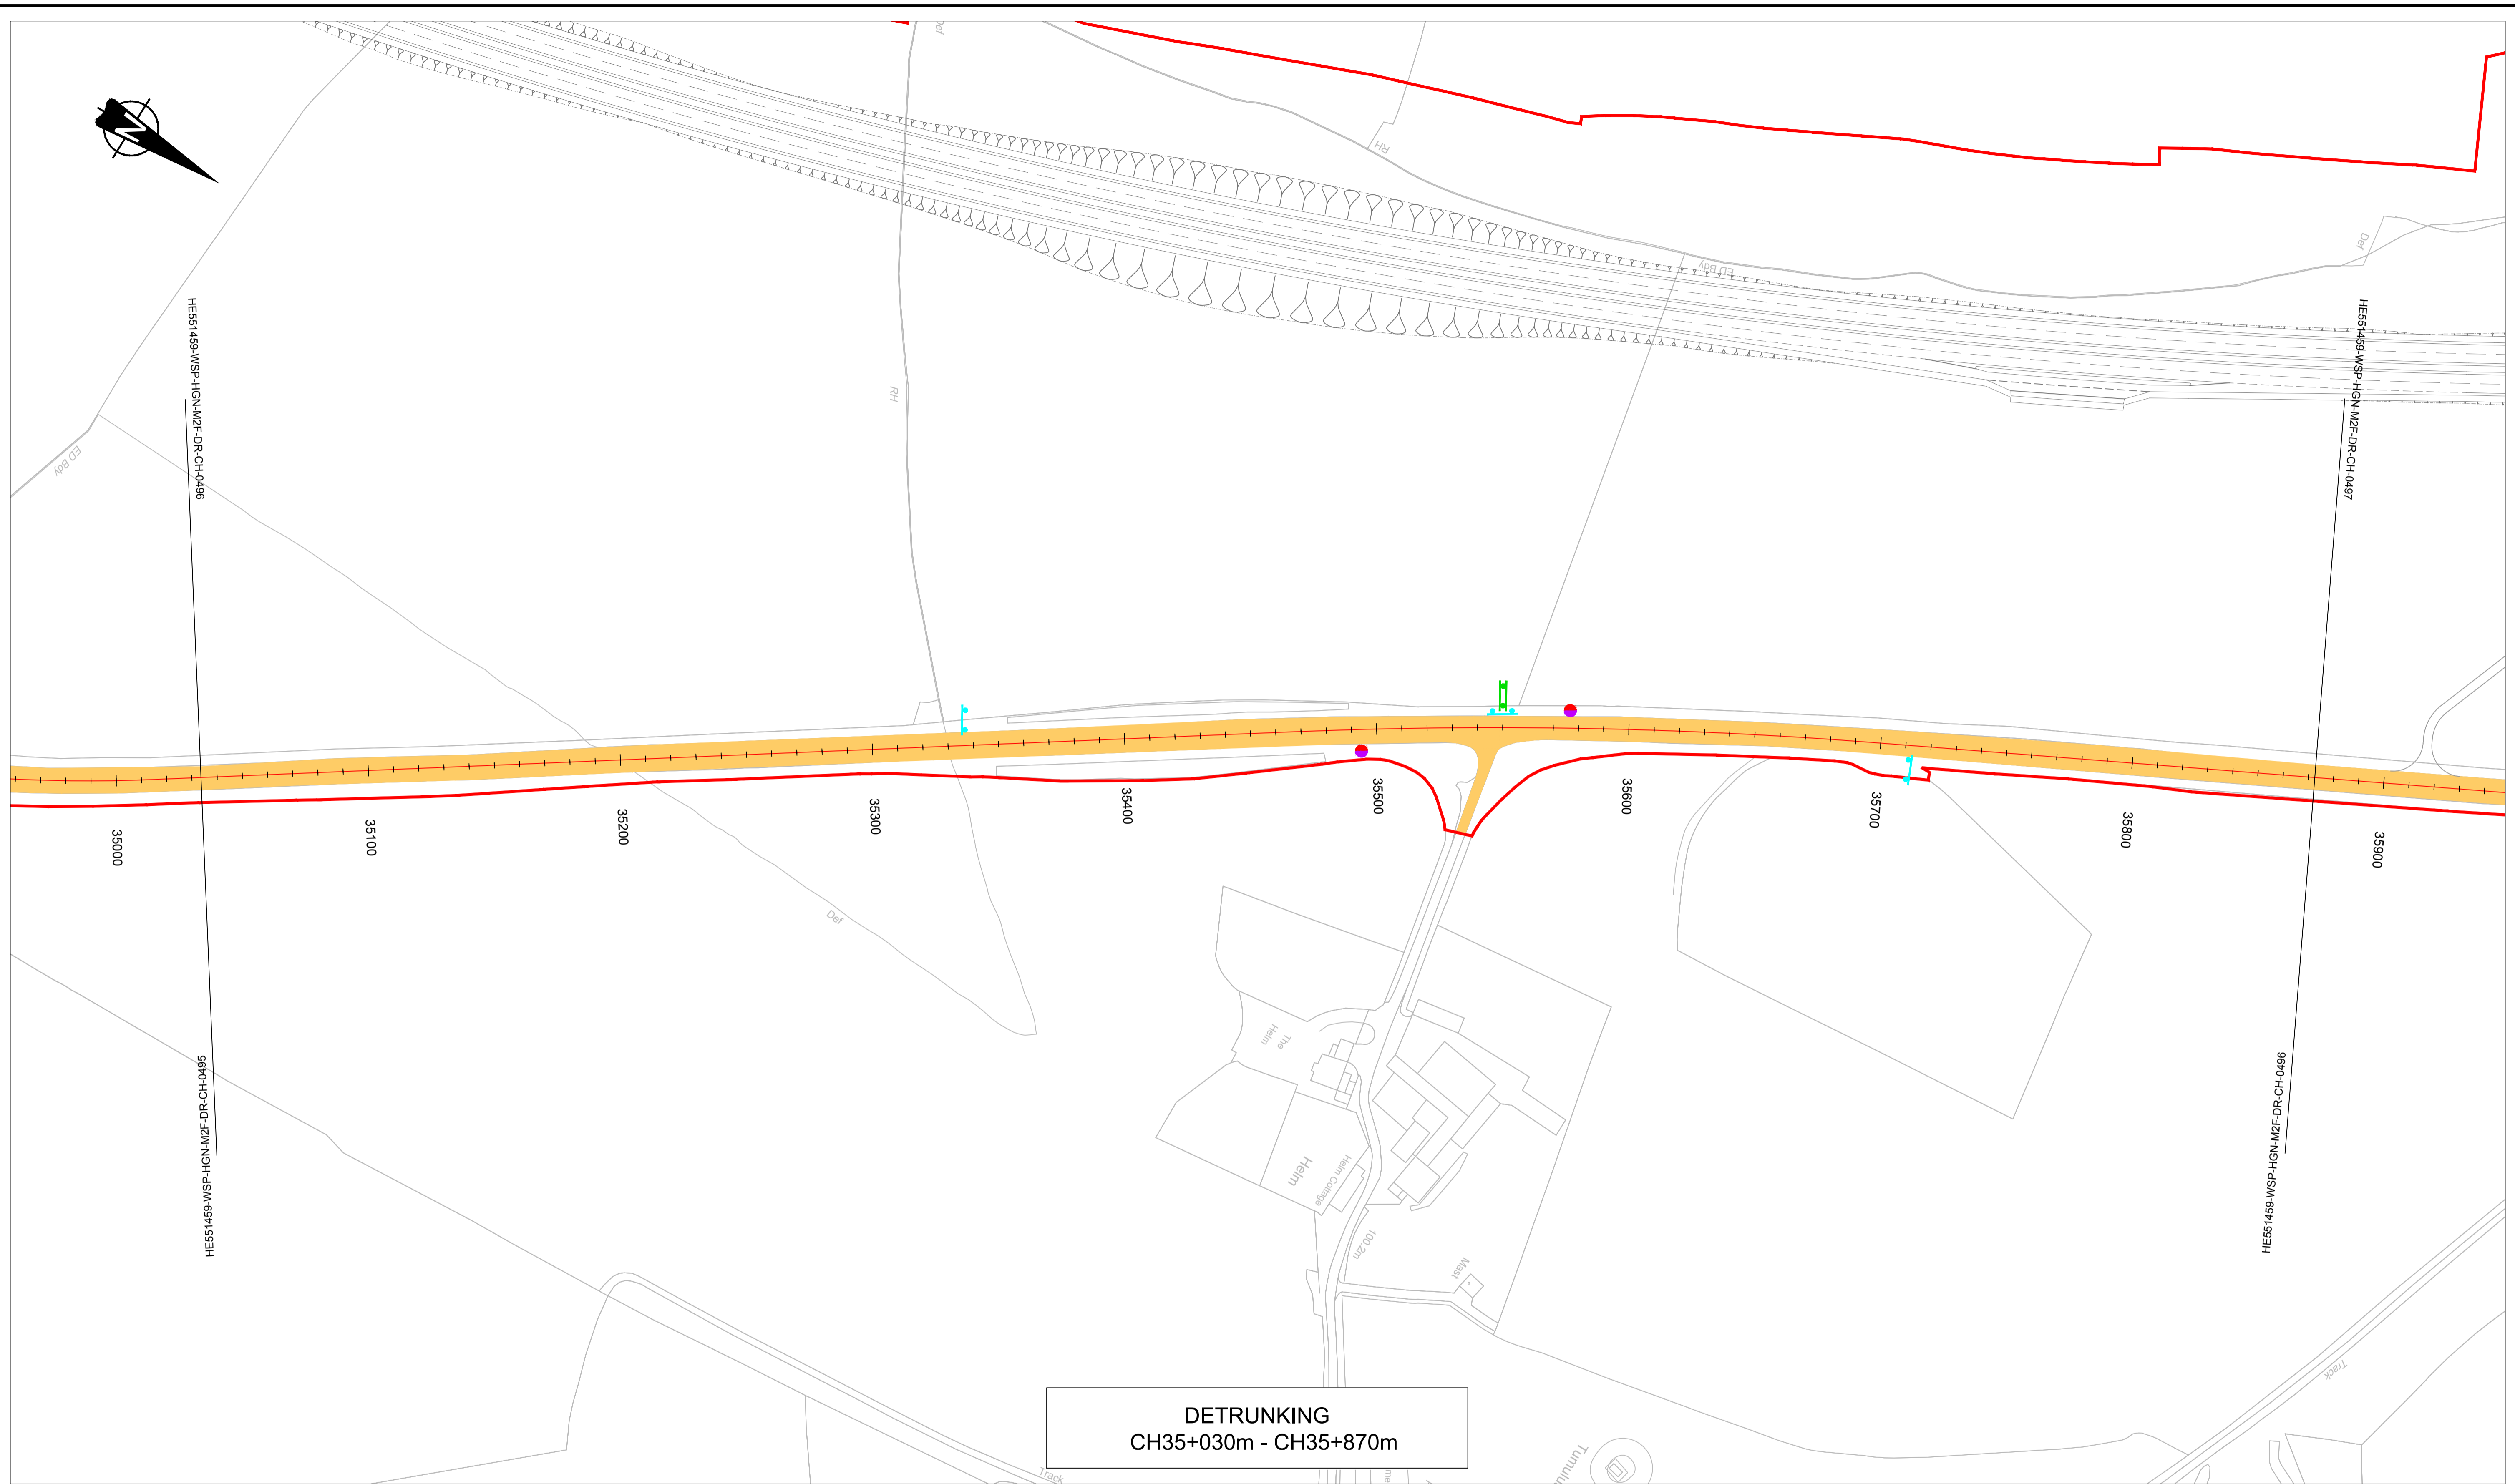 Def
N
RH
ED Bdy
Def
HE551459-WSP-HGN-M2F-DR-CH-0496
HE551459-WSP-HGN-M2F-DR-CH-0497
RH
ED Bdy
35000
35100
35200
35300
35400
35500
35600
35700
35800
35900
Def
The
Helm
HE551459-WSP-HGN-M2F-DR-CH-0495
HE551459-WSP-HGN-M2F-DR-CH-0496
Helm
Helm Cottage
100.2m
Mast
Track
DETRUNKING
CH35+030m - CH35+870m
Track